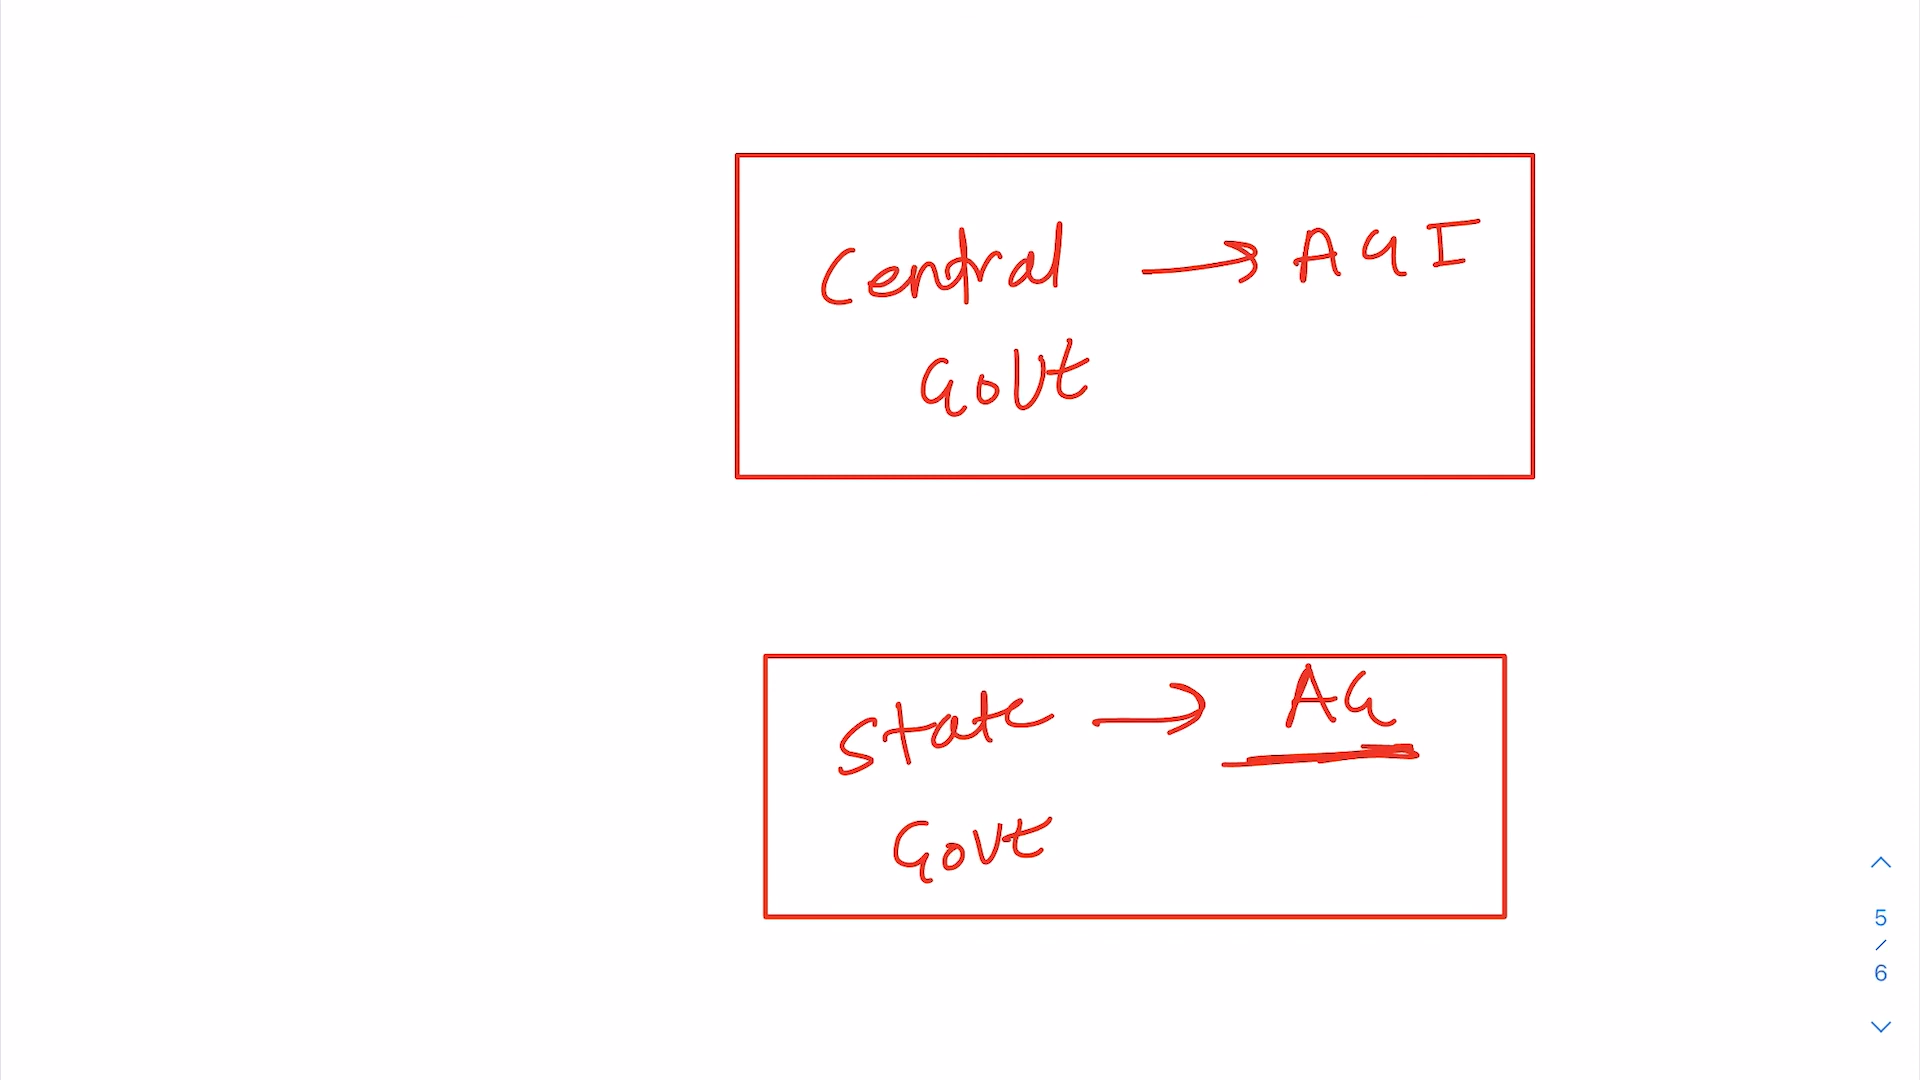 Central → AGI
Govt
State → AG
Govt
5
/
6